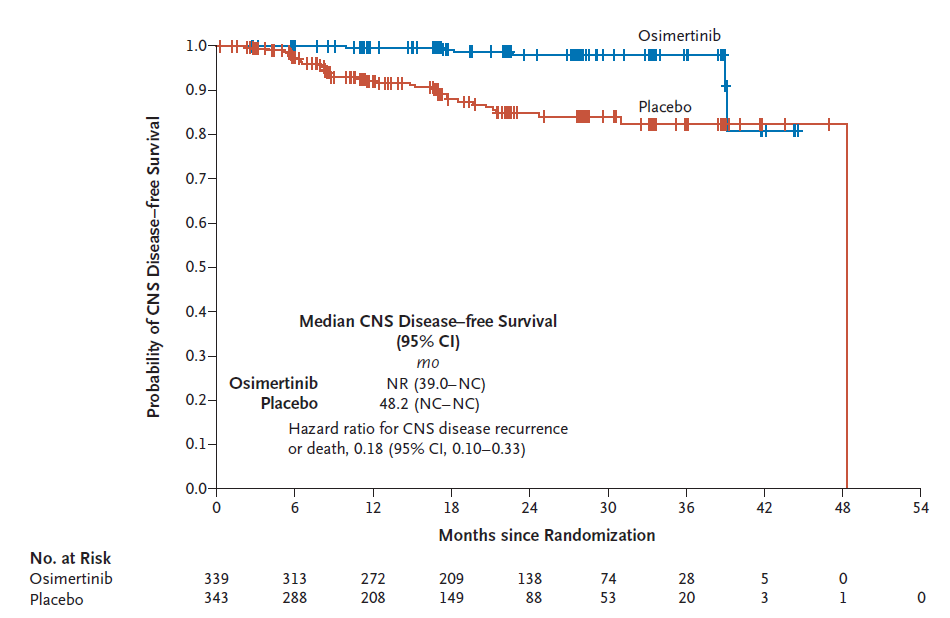 Osimertinib
Placebo
Probability of CNS Disease–free Survival
1.0
0.9
0.8
0.7
0.6
0.5
0.4
0.3
0.2
0.1
0.0
Median CNS Disease–free Survival
(95% CI)
mo
Osimertinib NR (39.0–NC)
Placebo 48.2 (NC–NC)
Hazard ratio for CNS disease recurrence
or death, 0.18 (95% CI, 0.10–0.33)
0 6 12 18 24 30 36 42 48 54
Months since Randomization
No. at Risk
Osimertinib 339 313 272 209 138 74 28 5 0
Placebo 343 288 208 149 88 53 20 3 1 0